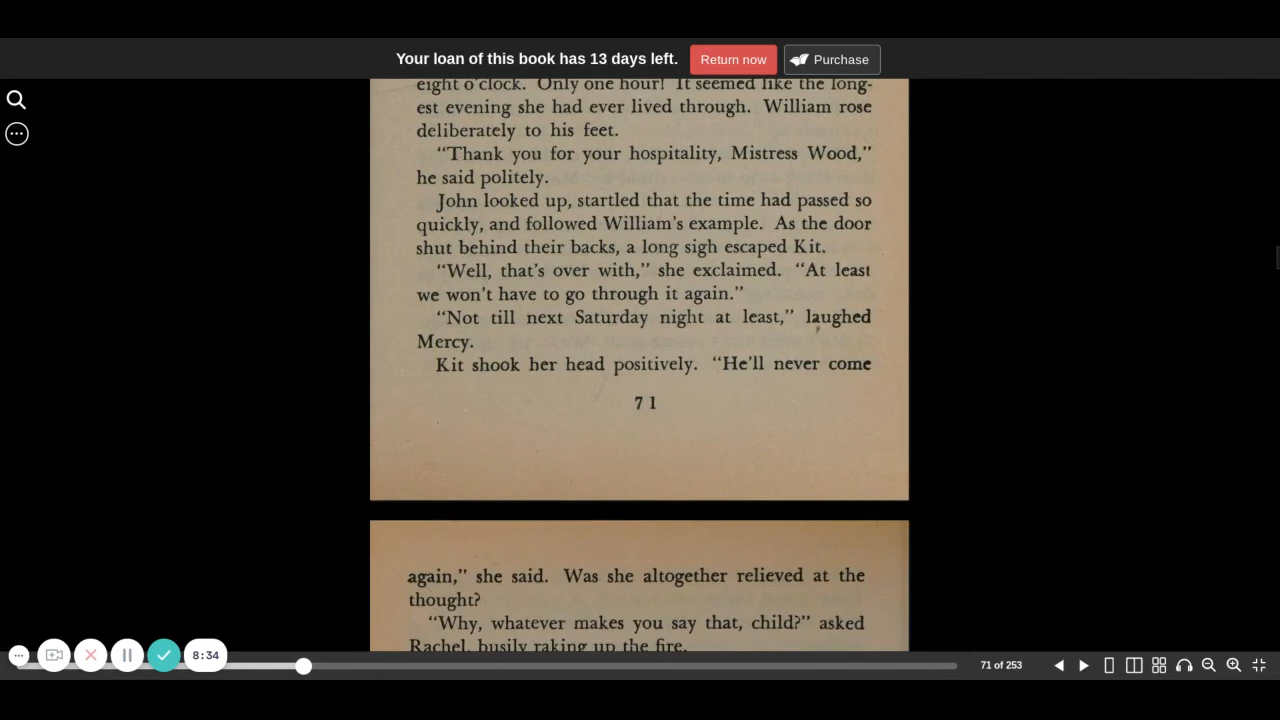 Your loan of this book has 13 days left. Return now Purchase
eight o'clock. Only one hour! It seemed like the long-
est evening she had ever lived through. William rose
deliberately to his feet.
"Thank you for your hospitality, Mistress Wood,"
he said politely.
John looked up, startled that the time had passed so
quickly, and followed William's example. As the door
shut behind their backs, a long sigh escaped Kit.
"Well, that's over with," she exclaimed. "At least
we won't have to go through it again."
"Not till next Saturday night at least," laughed
Mercy.
Kit shook her head positively. "He'll never come
71
again," she said. Was she altogether relieved at the
thought?
"Why, whatever makes you say that, child?" asked
Rachel, busily raking up the fire.
8:34
71 of 253